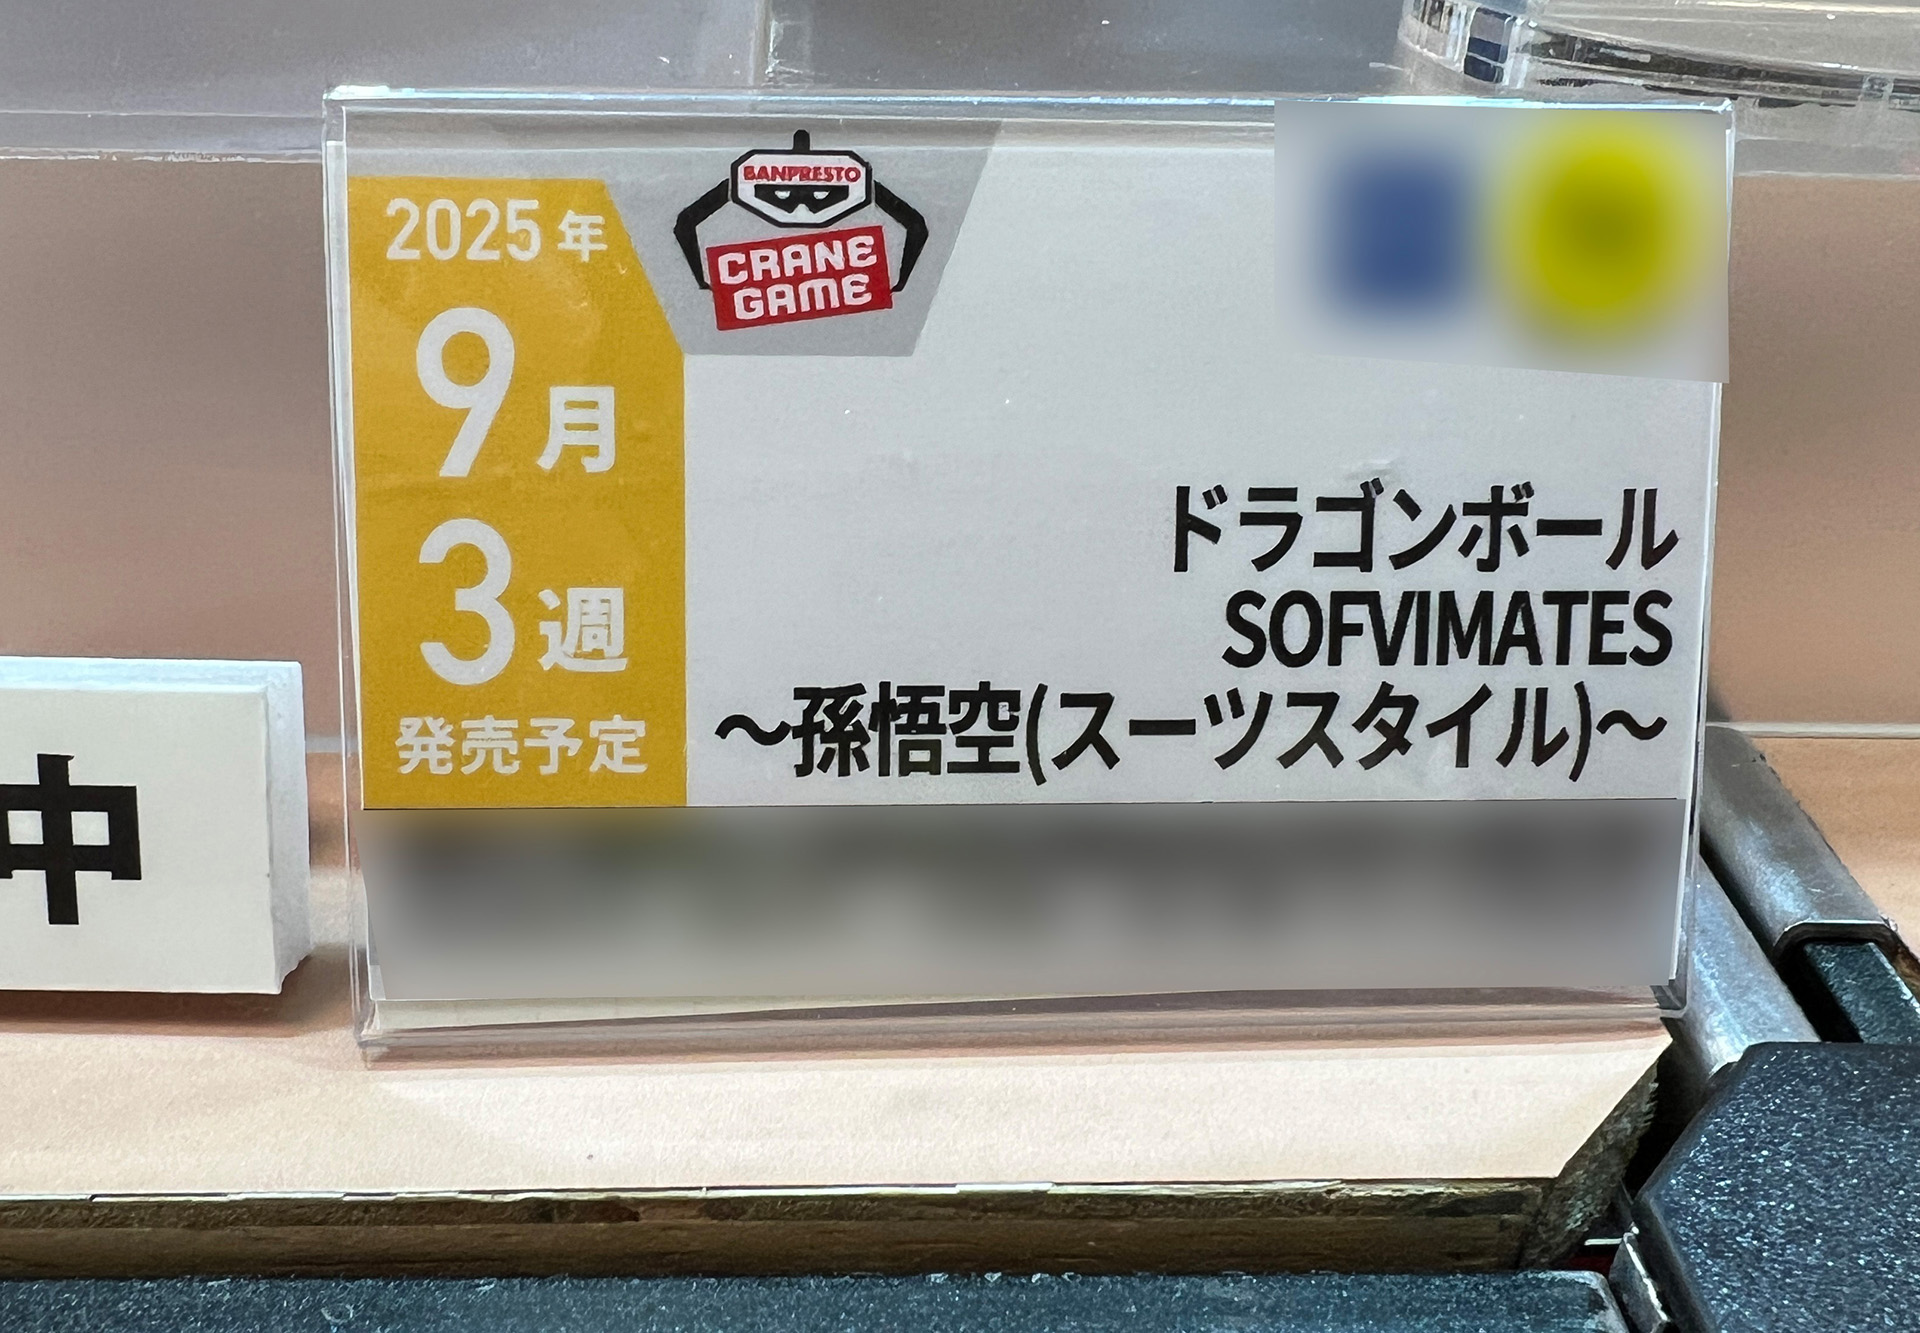 2025年
9月
3週
発売予定
BANPRESTO
CRANE
GAME
ドラゴンボール
SOFVIMATES
～孫悟空(スーツスタイル)～
中